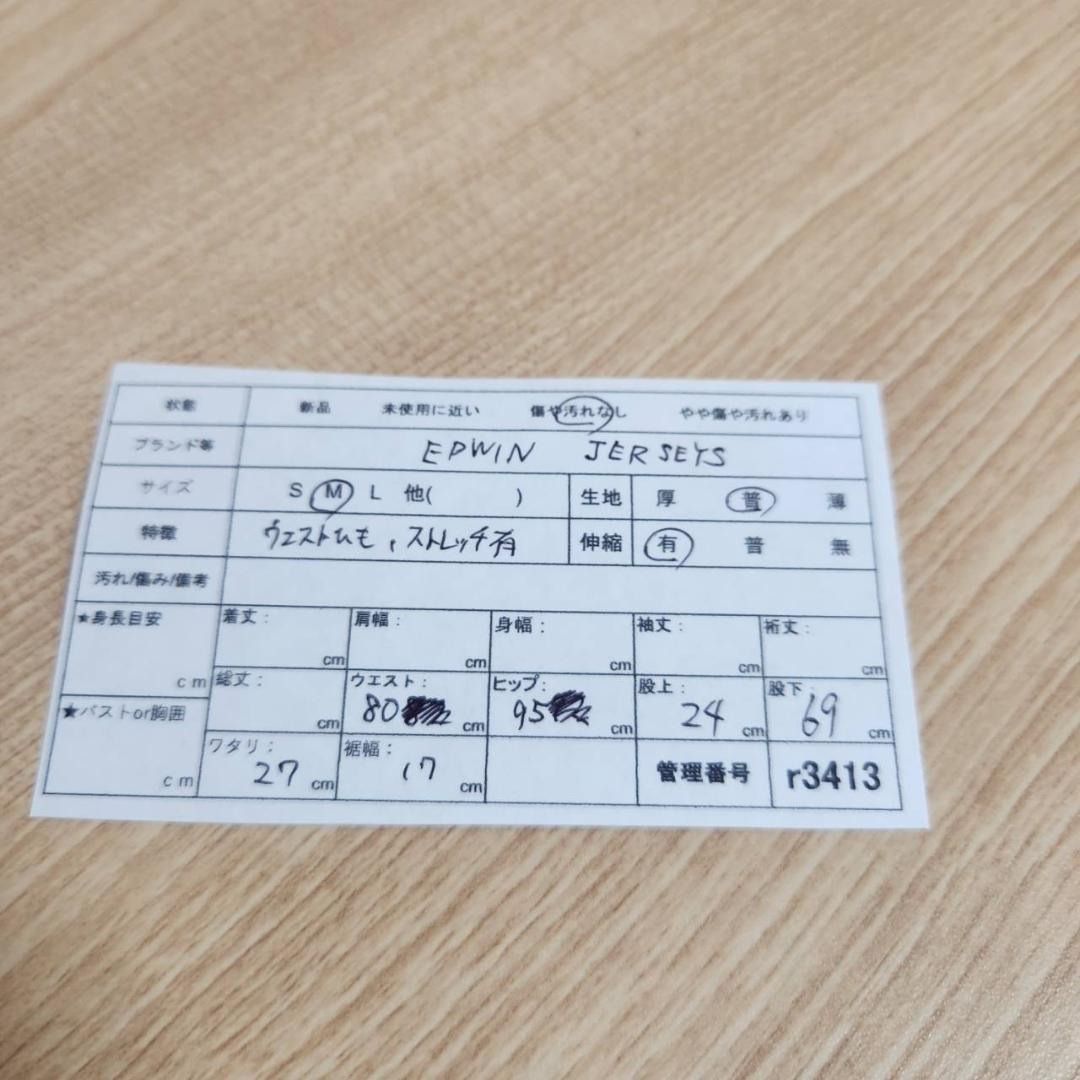 状態 新品 未使用に近い 傷や汚れなし やや傷や汚れあり
ブランド等 EDWIN JERSEYS
サイズ S M L 他( ) 生地 厚 普 薄
特徴 ウエストひも、ストレッチ有 伸縮 有 普 無
汚れ/傷み/備考
★身長目安 cm 着丈: cm 肩幅: cm 身幅: cm 袖丈: cm 裄丈: cm
総丈: cm ウエスト: 80 cm ヒップ: 95 cm 股上: 24 cm 股下: 69 cm
★バストor胸囲 cm ワタリ: 27 cm 裾幅: 17 cm 管理番号 r3413